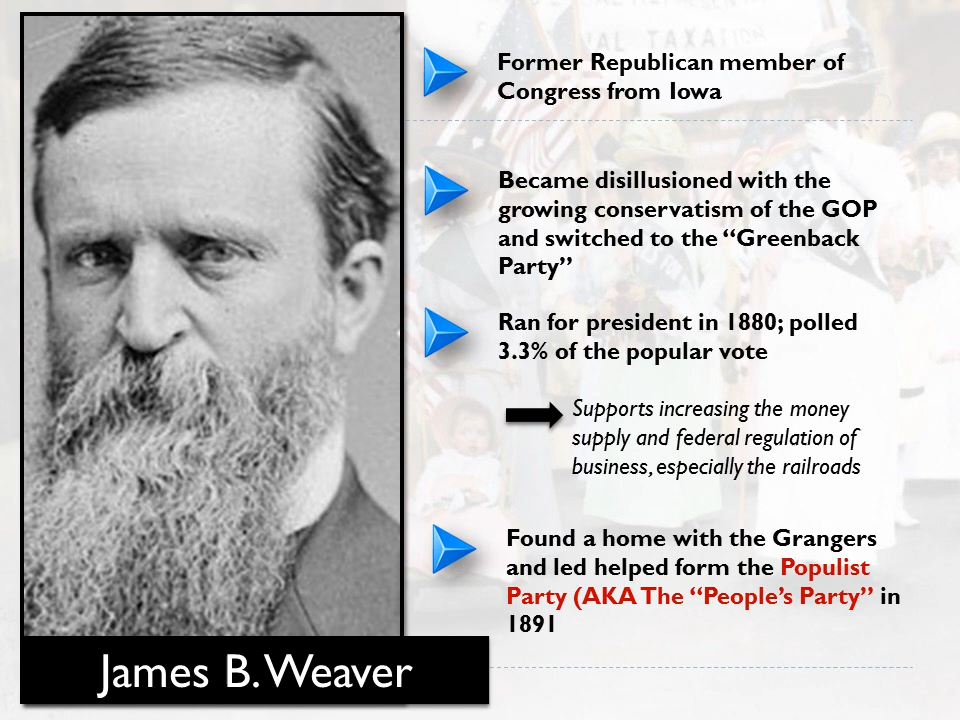 NAL TAXATION
Former Republican member of
Congress from Iowa
Became disillusioned with the
growing conservatism of the GOP
and switched to the “Greenback
Party”
Ran for president in 1880; polled
3.3% of the popular vote
Supports increasing the money
supply and federal regulation of
business, especially the railroads
Found a home with the Grangers
and led helped form the Populist
Party (AKA The “People’s Party” in
1891
James B. Weaver